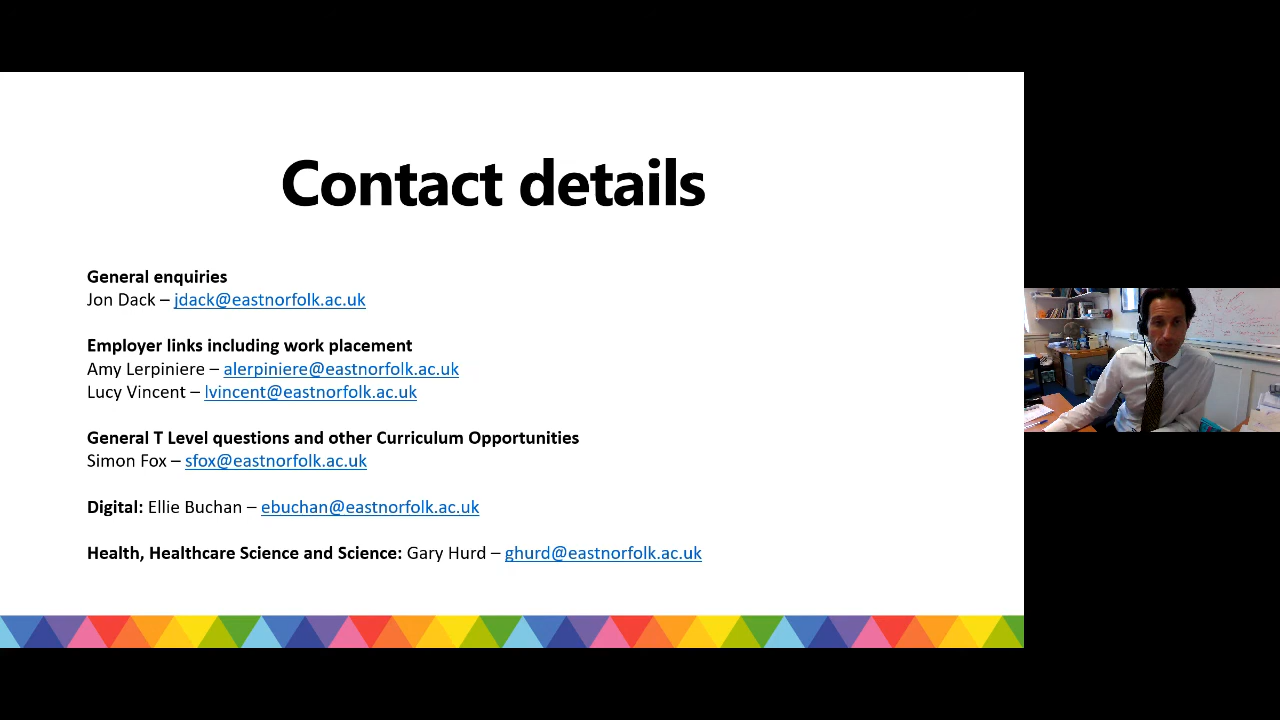 Contact details
General enquiries
Jon Dack – jdack@eastnorfolk.ac.uk
Employer links including work placement
Amy Lerpiniere – alerpiniere@eastnorfolk.ac.uk
Lucy Vincent – lvincent@eastnorfolk.ac.uk
General T Level questions and other Curriculum Opportunities
Simon Fox – sfox@eastnorfolk.ac.uk
Digital: Ellie Buchan – ebuchan@eastnorfolk.ac.uk
Health, Healthcare Science and Science: Gary Hurd – ghurd@eastnorfolk.ac.uk